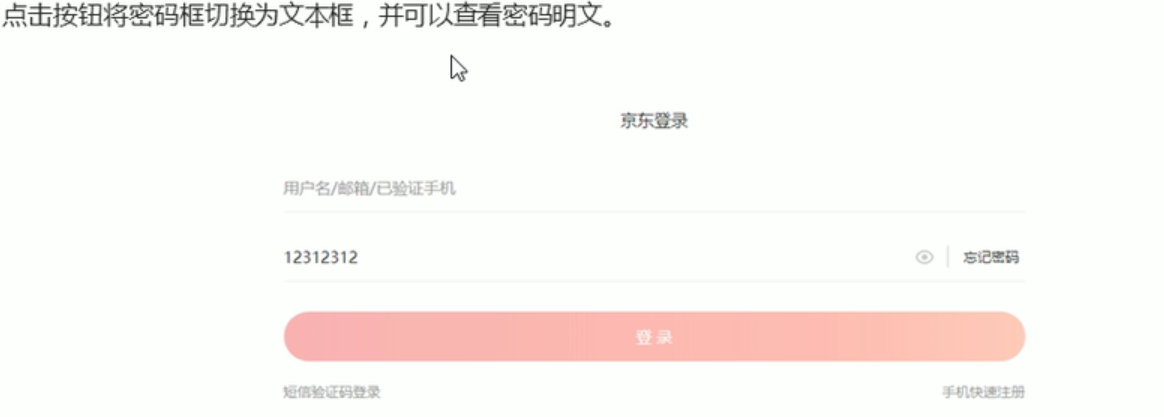 点击按钮将密码框切换为文本框，并可以查看密码明文。
京东登录
用户名/邮箱/已验证手机
12312312 忘记密码
登 录
短信验证码登录 手机快速注册